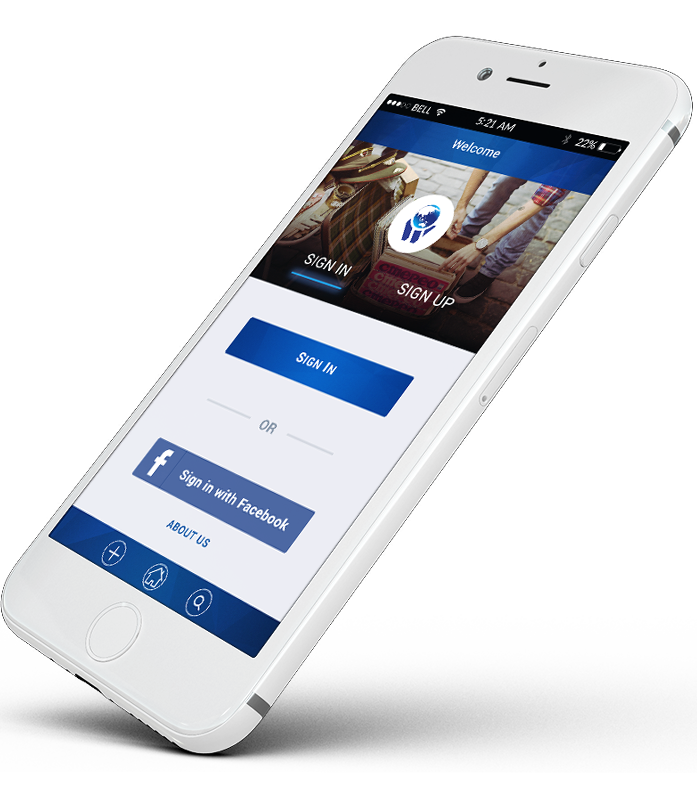 BELL 5:21 AM 22%
Welcome
SIGN IN SIGN UP
SIGN IN
OR
f Sign in with Facebook
ABOUT US